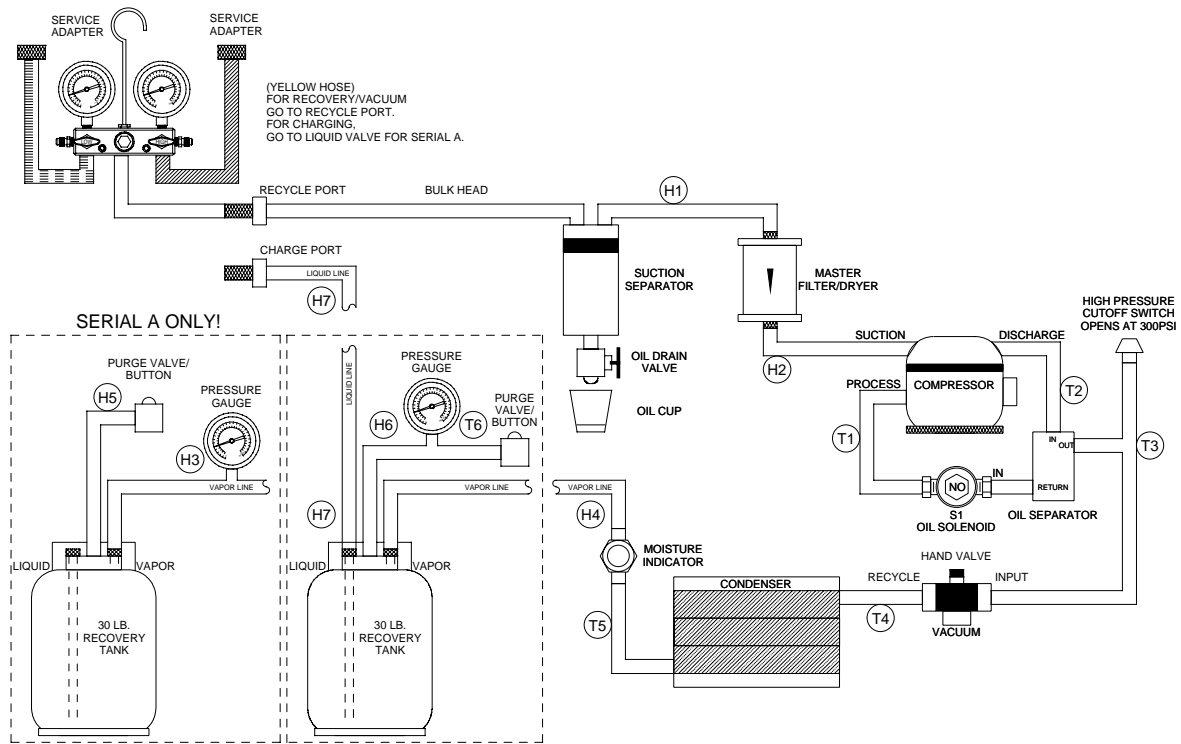 SERVICE
ADAPTER
SERVICE
ADAPTER
(YELLOW HOSE)
FOR RECOVERY/VACUUM
GO TO RECYCLE PORT.
FOR CHARGING,
GO TO LIQUID VALVE FOR SERIAL A.
RECYCLE PORT
BULK HEAD
H1
CHARGE PORT
LIQUID LINE
H7
SUCTION
SEPARATOR
MASTER
FILTER/DRYER
HIGH PRESSURE
CUTOFF SWITCH
OPENS AT 300PSI
SERIAL A ONLY!
PURGE VALVE/
BUTTON
H5
PRESSURE
GAUGE
H3
VAPOR LINE
LIQUID
VAPOR
30 LB.
RECOVERY
TANK
LIQUID LINE
PRESSURE
GAUGE
H6
T6
PURGE
VALVE/
BUTTON
VAPOR LINE
H7
LIQUID
VAPOR
30 LB.
RECOVERY
TANK
OIL DRAIN
VALVE
OIL CUP
H2
SUCTION
DISCHARGE
PROCESS
COMPRESSOR
T2
T1
IN
OUT
T3
RETURN
NO
IN
S1
OIL SOLENOID
OIL SEPARATOR
VAPOR LINE
H4
MOISTURE
INDICATOR
HAND VALVE
CONDENSER
RECYCLE
INPUT
T5
T4
VACUUM